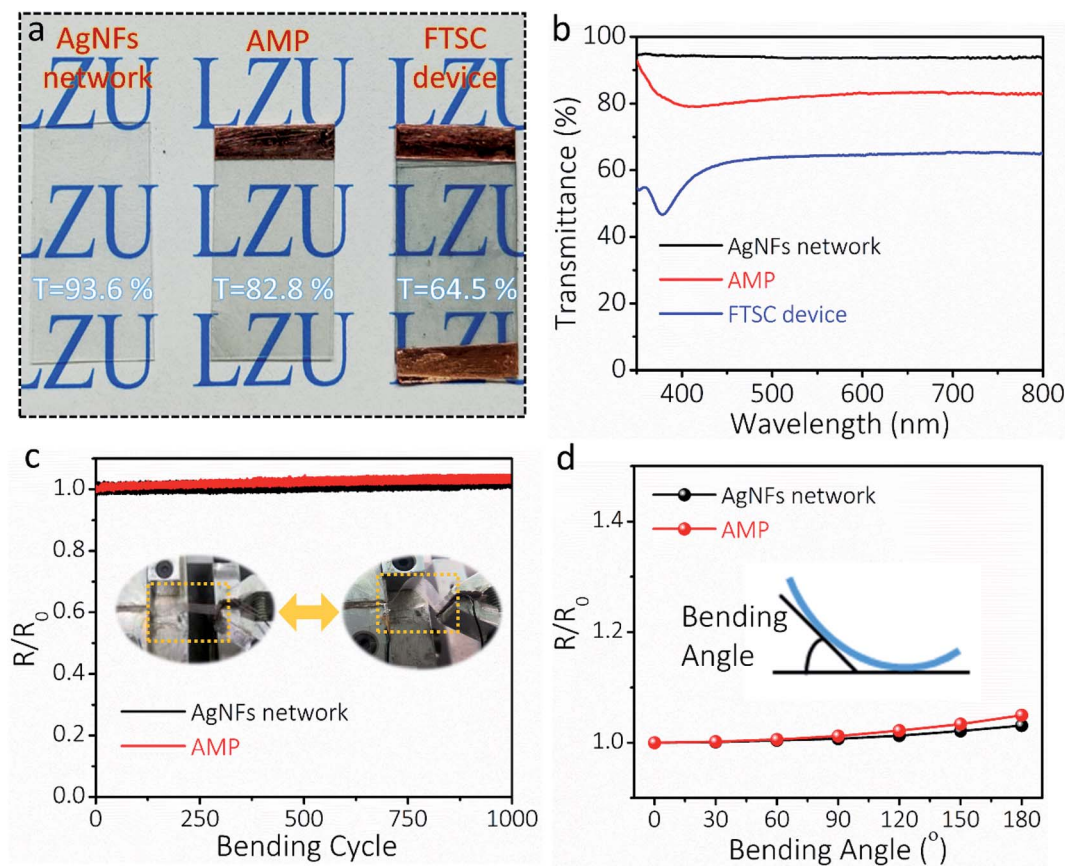 a
AgNFs
network
AMP
FTSC
device
LZU LZU LZU
LZU LZU LZU
T=93.6 % T=82.8 % T=64.5 %
LZU LZU LZU
b
100
80
60
40
20
0
Transmittance (%)
AgNFs network
AMP
FTSC device
400 500 600 700 800
Wavelength (nm)
c
1.0
0.8
0.6
0.4
0.2
0.0
R/R₀
AgNFs network
AMP
0 250 500 750 1000
Bending Cycle
d
AgNFs network
AMP
1.4
1.2
1.0
R/R₀
Bending
Angle
0 30 60 90 120 150 180
Bending Angle (°)